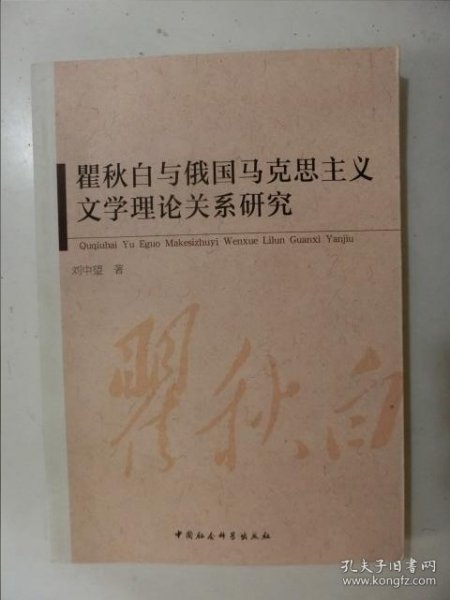 瞿秋白与俄国马克思主义
文学理论关系研究
Quqiubai Yu Eguo Makesizhuyi Wenxue Lilun Guanxi Yanjiu
刘中望 著
瞿秋白
中国社会科学出版社
孔夫子旧书网
www.kongfz.com